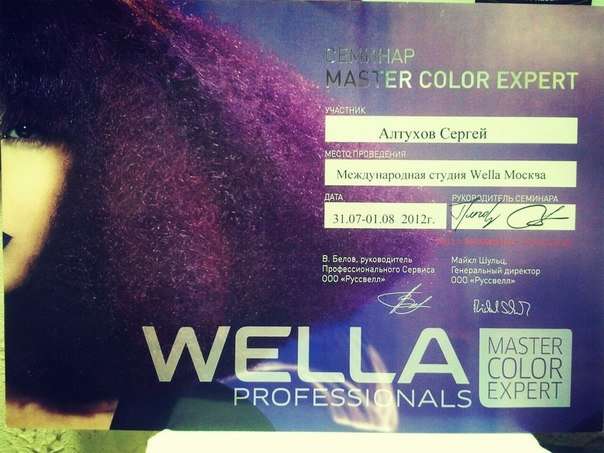 СЕМИНАР
MASTER COLOR EXPERT
УЧАСТНИК
Алтухов Сергей
МЕСТО ПРОВЕДЕНИЯ
Международная студия Wella Москва
ДАТА
31.07-01.08 2012г.
РУКОВОДИТЕЛЬ СЕМИНАРА
В. Белов, руководитель
Профессионального Сервиса
ООО «Руссвелл»
Майкл Шульц,
Генеральный директор
ООО «Руссвелл»
WELLA
PROFESSIONALS
MASTER
COLOR
EXPERT